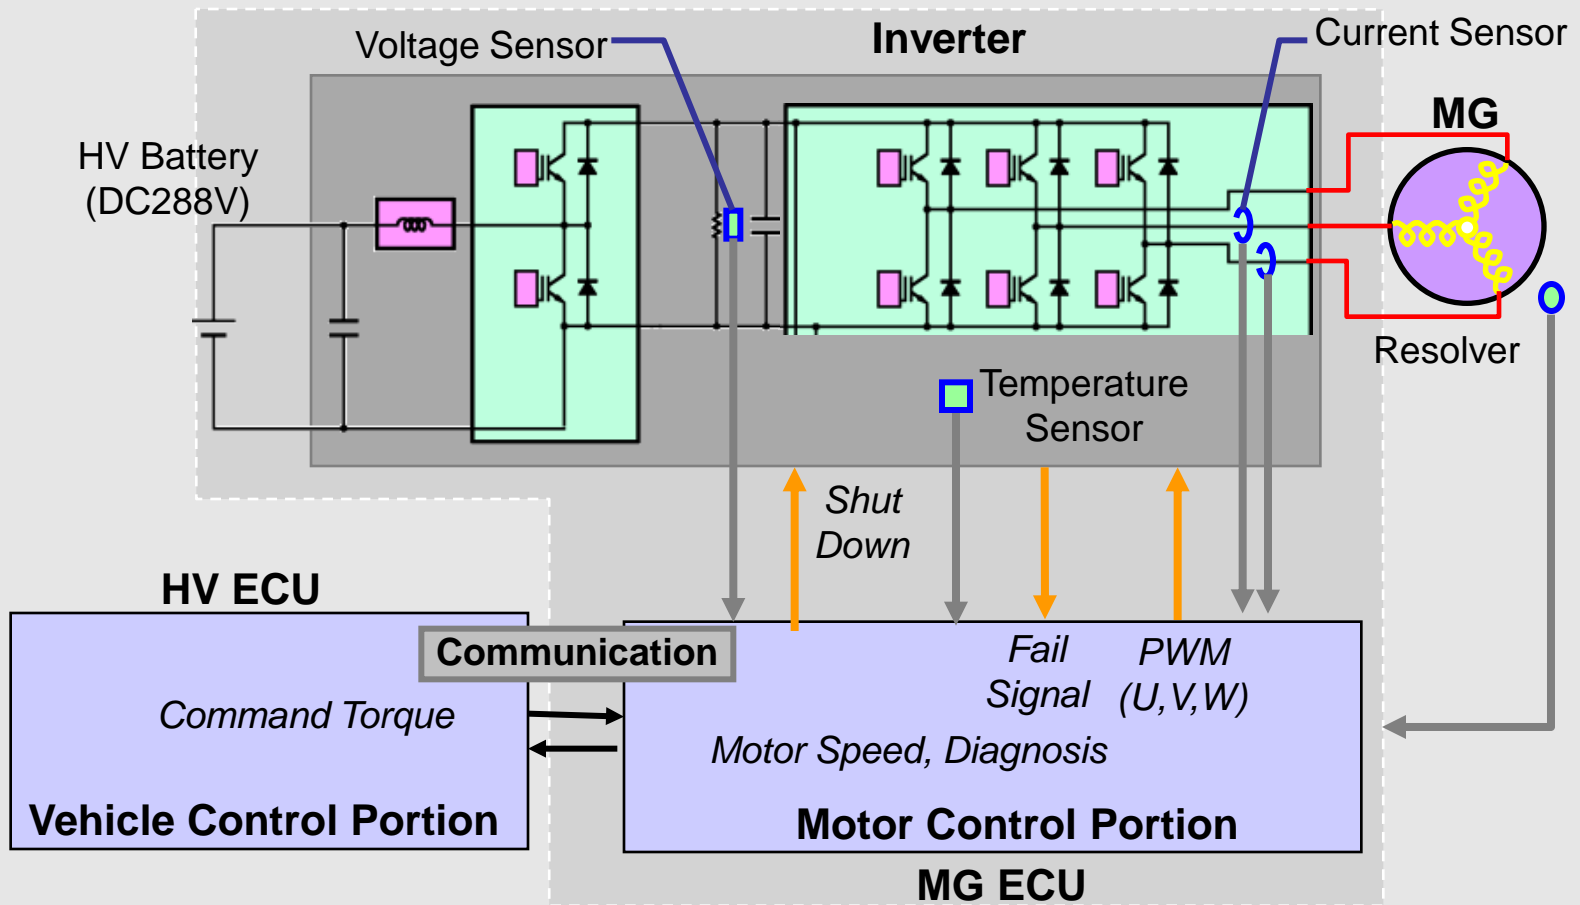 Voltage Sensor
Inverter
Current Sensor
MG
HV Battery
(DC288V)
Resolver
Temperature
Sensor
Shut
Down
HV ECU
Communication
Fail
Signal
PWM
(U,V,W)
Command Torque
Motor Speed, Diagnosis
Vehicle Control Portion
Motor Control Portion
MG ECU